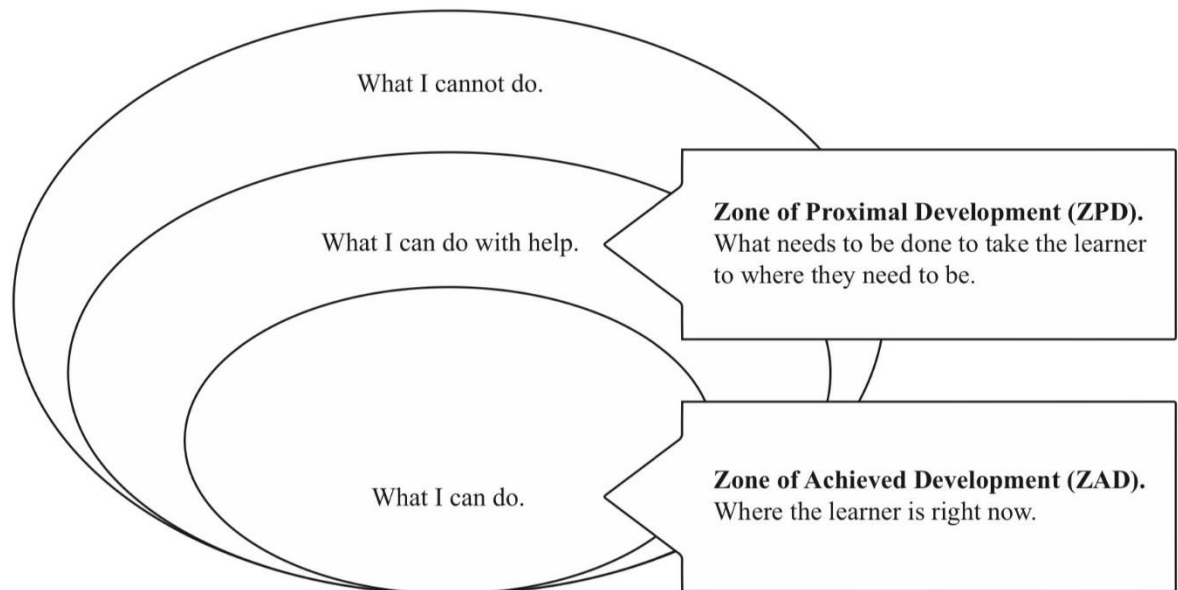 What I cannot do.
What I can do with help.
Zone of Proximal Development (ZPD).
What needs to be done to take the learner
to where they need to be.
What I can do.
Zone of Achieved Development (ZAD).
Where the learner is right now.